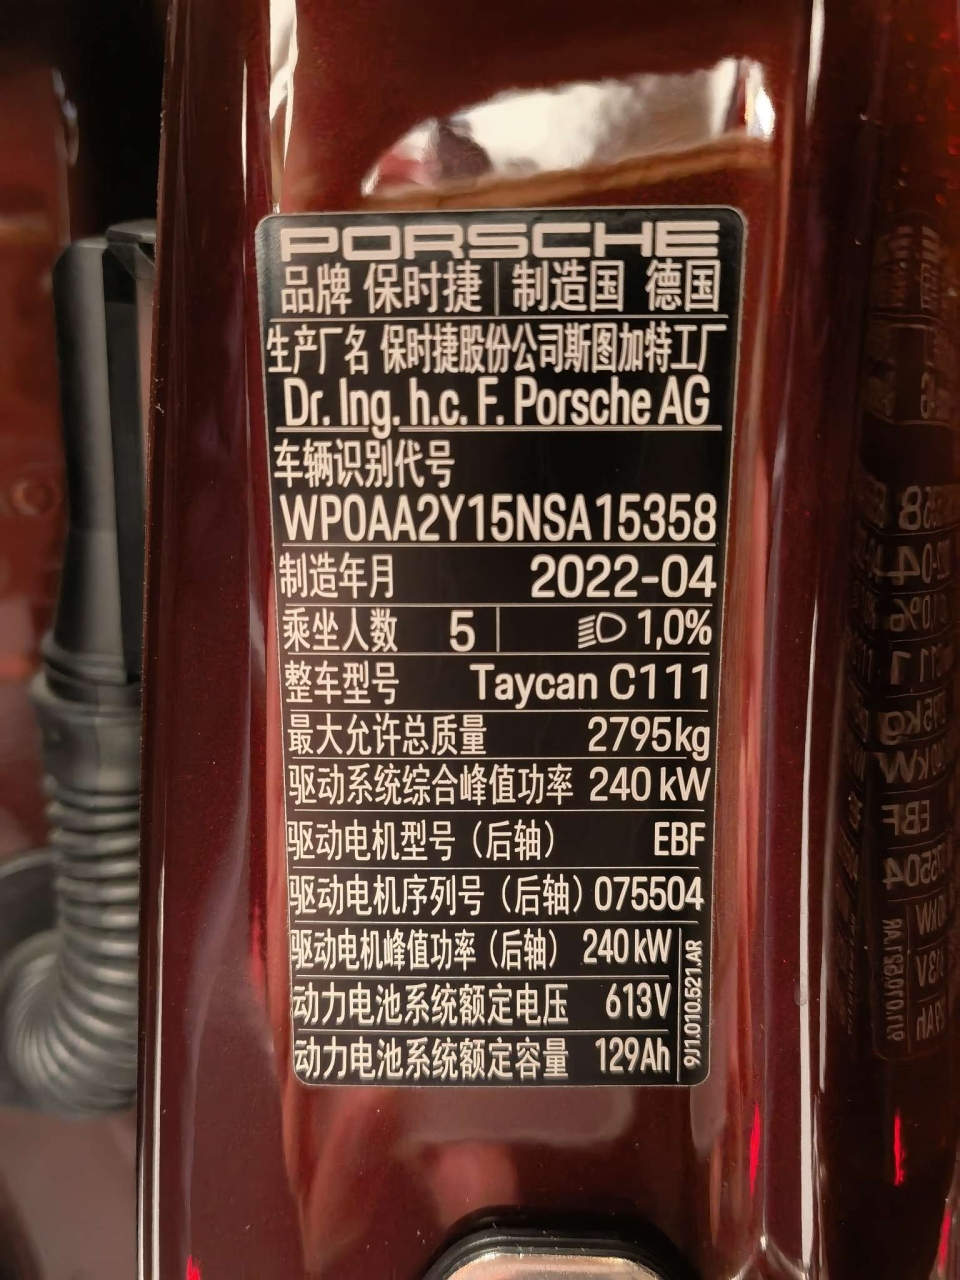 PORSCHE
品牌 保时捷 制造国 德国
生产厂名 保时捷股份公司斯图加特工厂
Dr. Ing. h.c. F. Porsche AG
车辆识别代号
WP0AA2Y15NSA15358
制造年月 2022-04
乘坐人数 5 1,0%
整车型号 Taycan C111
最大允许总质量 2795kg
驱动系统综合峰值功率 240 kW
驱动电机型号（后轴） EBF
驱动电机序列号（后轴）075504
驱动电机峰值功率（后轴） 240kW
动力电池系统额定电压 613V
动力电池系统额定容量 129Ah
9J1.010.521.AR